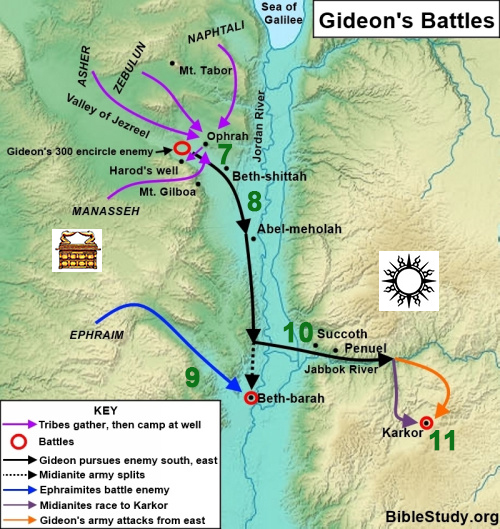 Gideon's Battles
Sea of
Galilee
NAPHTALI
ASHER
ZEBULUN
Mt. Tabor
Valley of Jezreel
Jordan River
Ophrah
Gideon's 300 encircle enemy
7
Harod's well
Beth-shittah
Mt. Gilboa
8
MANASSEH
Abel-meholah
EPHRAIM
10
Succoth
Penuel
Jabbok River
9
Beth-barah
Karkor
11
KEY
Tribes gather, then camp at well
Battles
Gideon pursues enemy south, east
Midianite army splits
Ephraimites battle enemy
Midianites race to Karkor
Gideon's army attacks from east
BibleStudy.org